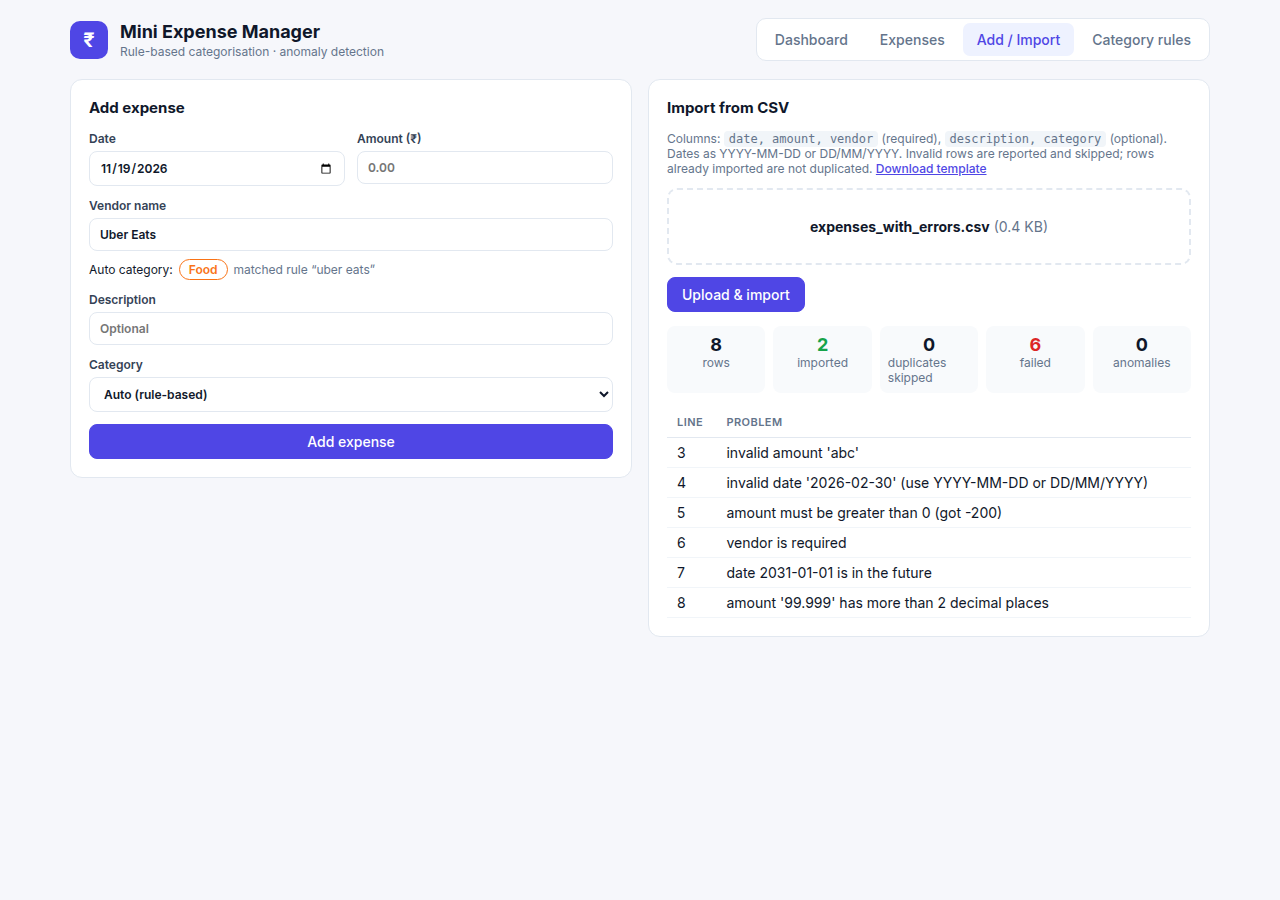 ₹
Mini Expense Manager
Rule-based categorisation · anomaly detection
Dashboard Expenses Add / Import Category rules
Add expense
Date Amount (₹)
11/19/2026 0.00
Vendor name
Uber Eats
Auto category: Food matched rule “uber eats”
Description
Optional
Category
Auto (rule-based)
Add expense
Import from CSV
Columns: date, amount, vendor (required), description, category (optional).
Dates as YYYY-MM-DD or DD/MM/YYYY. Invalid rows are reported and skipped; rows
already imported are not duplicated. Download template
expenses_with_errors.csv (0.4 KB)
Upload & import
8 2 0 6 0
rows imported duplicates skipped failed anomalies
LINE PROBLEM
3 invalid amount 'abc'
4 invalid date '2026-02-30' (use YYYY-MM-DD or DD/MM/YYYY)
5 amount must be greater than 0 (got -200)
6 vendor is required
7 date 2031-01-01 is in the future
8 amount '99.999' has more than 2 decimal places